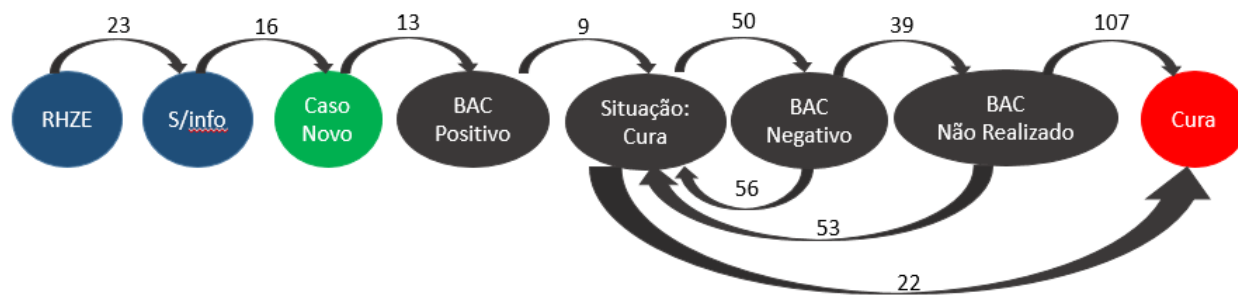 23
16
13
9
50
39
107
RHZE
S/info
Caso
Novo
BAC
Positivo
Situação:
Cura
BAC
Negativo
BAC
Não Realizado
Cura
56
53
22